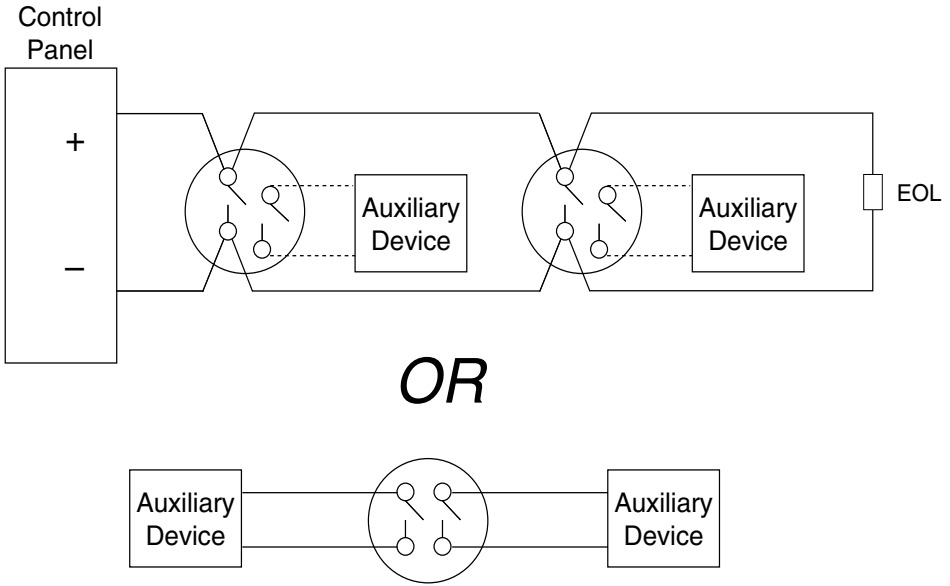 Control
Panel
+
Auxiliary
Device
Auxiliary
Device
EOL
–
OR
Auxiliary
Device
Auxiliary
Device